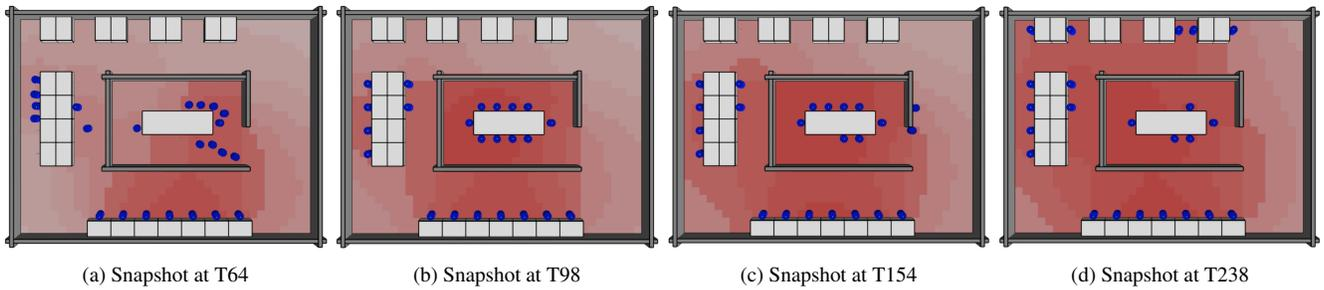 (a) Snapshot at T64
(b) Snapshot at T98
(c) Snapshot at T154
(d) Snapshot at T238